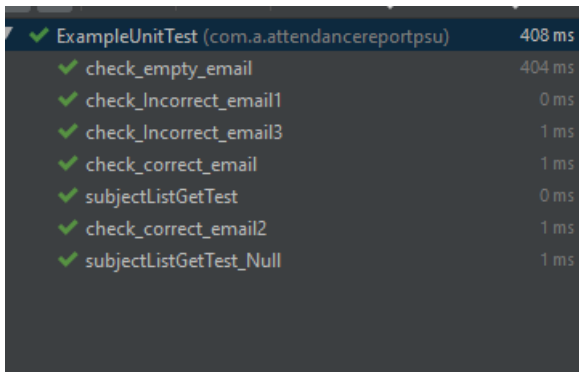 ExampleUnitTest (com.a.attendancereportpsu) 408 ms
check_empty_email 404 ms
check_Incorrect_email1 0 ms
check_Incorrect_email3 1 ms
check_correct_email 1 ms
subjectListGetTest 0 ms
check_correct_email2 1 ms
subjectListGetTest_Null 1 ms